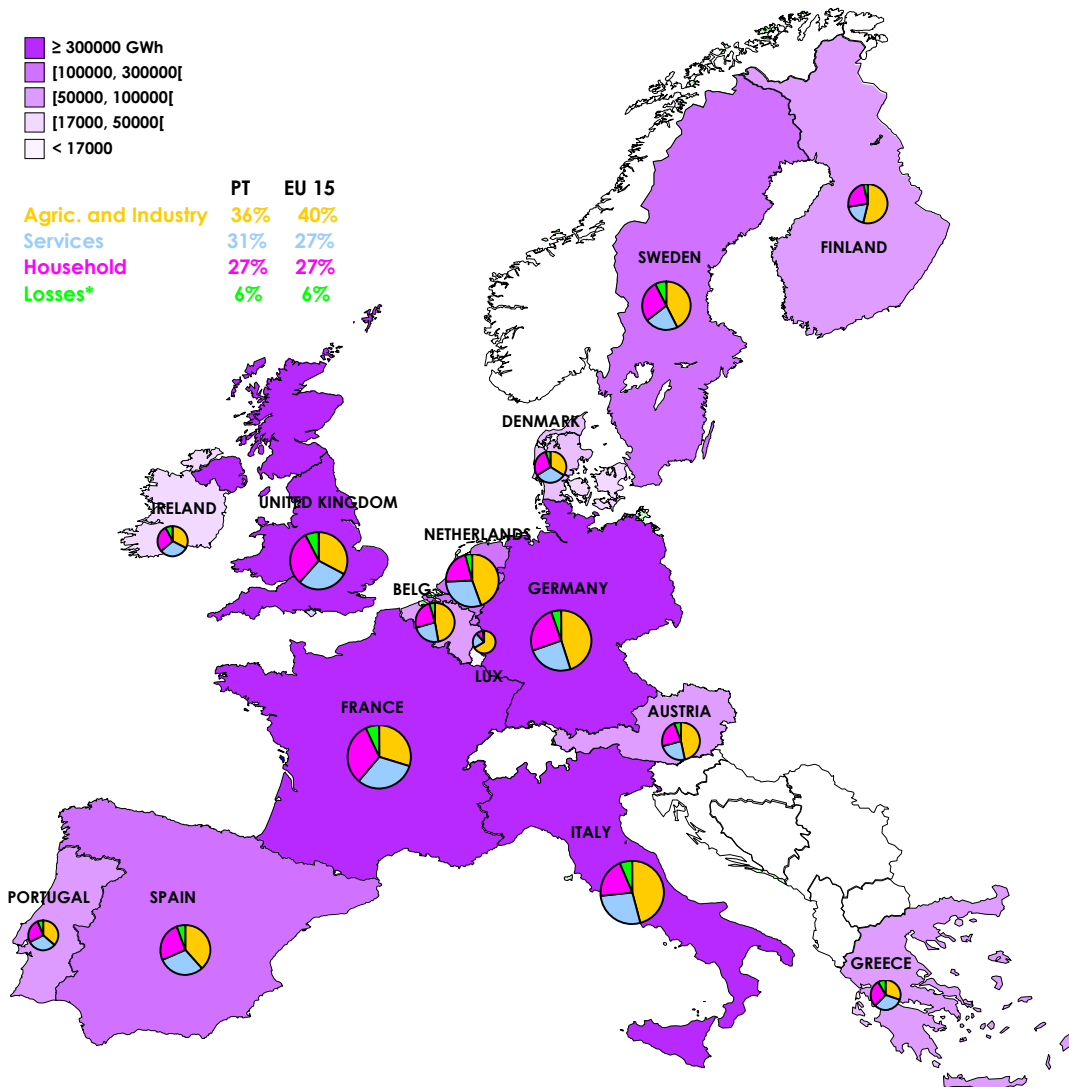 ≥ 300000 GWh
[100000, 300000[
[50000, 100000[
[17000, 50000[
< 17000
PT EU 15
Agric. and Industry 36% 40%
Services 31% 27%
Household 27% 27%
Losses* 6% 6%
FINLAND
SWEDEN
DENMARK
IRELAND
UNITED KINGDOM
NETHERLANDS
BELG
GERMANY
LUX
FRANCE
AUSTRIA
ITALY
PORTUGAL
SPAIN
GREECE